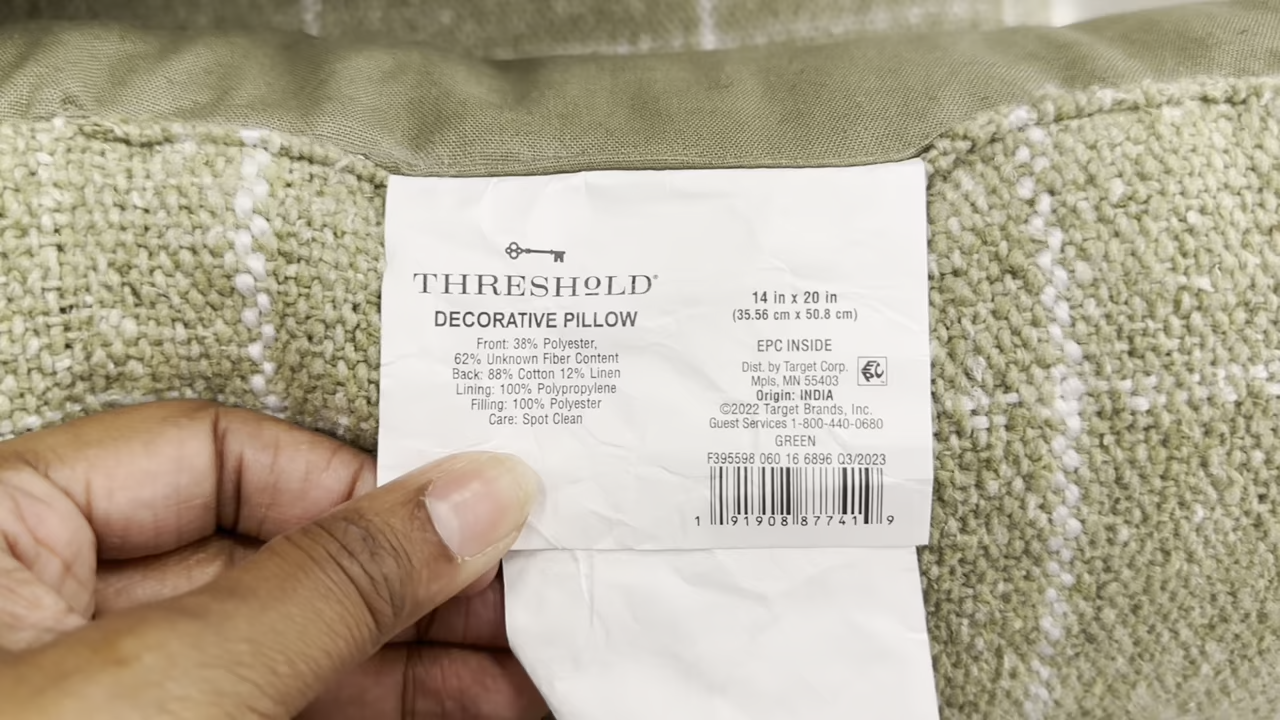 THRESHOLD®
DECORATIVE PILLOW
Front: 38% Polyester,
62% Unknown Fiber Content
Back: 88% Cotton 12% Linen
Lining: 100% Polypropylene
Filling: 100% Polyester
Care: Spot Clean
14 in x 20 in
(35.56 cm x 50.8 cm)
EPC INSIDE
Dist. by Target Corp.
Mpls, MN 55403
EPC
Origin: INDIA
©2022 Target Brands, Inc.
Guest Services 1-800-440-0680
GREEN
F395598 060 16 6896 Q3/2023
1 91908 87741 9